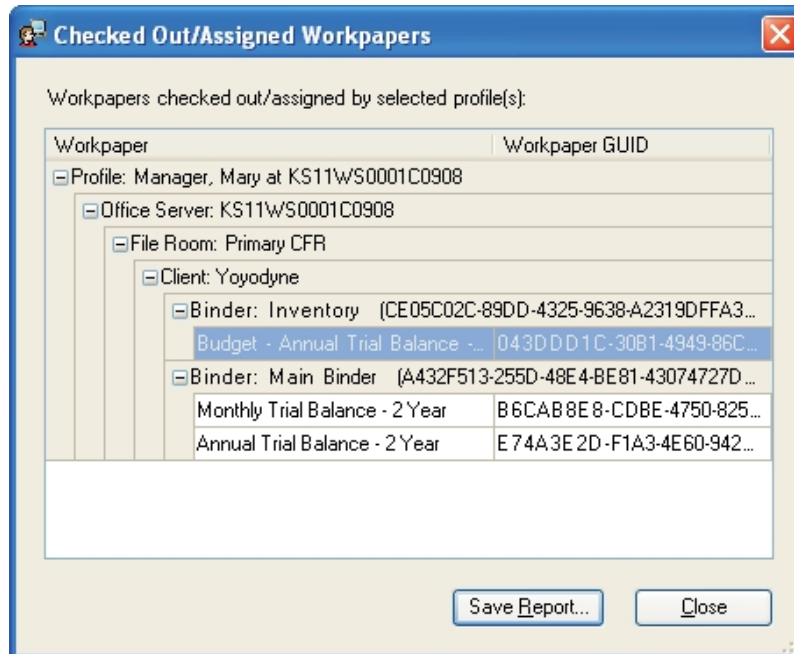 Checked Out/Assigned Workpapers
Workpapers checked out/assigned by selected profile(s):
Workpaper Workpaper GUID
Profile: Manager, Mary at KS11WS0001C0908
Office Server: KS11WS0001C0908
File Room: Primary CFR
Client: Yoyodyne
Binder: Inventory (CE05C02C-89DD-4325-9638-A2319DFFA3...
Budget - Annual Trial Balance -... 043DDD1C-30B1-4949-86C...
Binder: Main Binder (A432F513-255D-48E4-BE81-43074727D...
Monthly Trial Balance - 2 Year B6CAB8E8-CDBE-4750-825...
Annual Trial Balance - 2 Year E74A3E2D-F1A3-4E60-942...
Save Report... Close